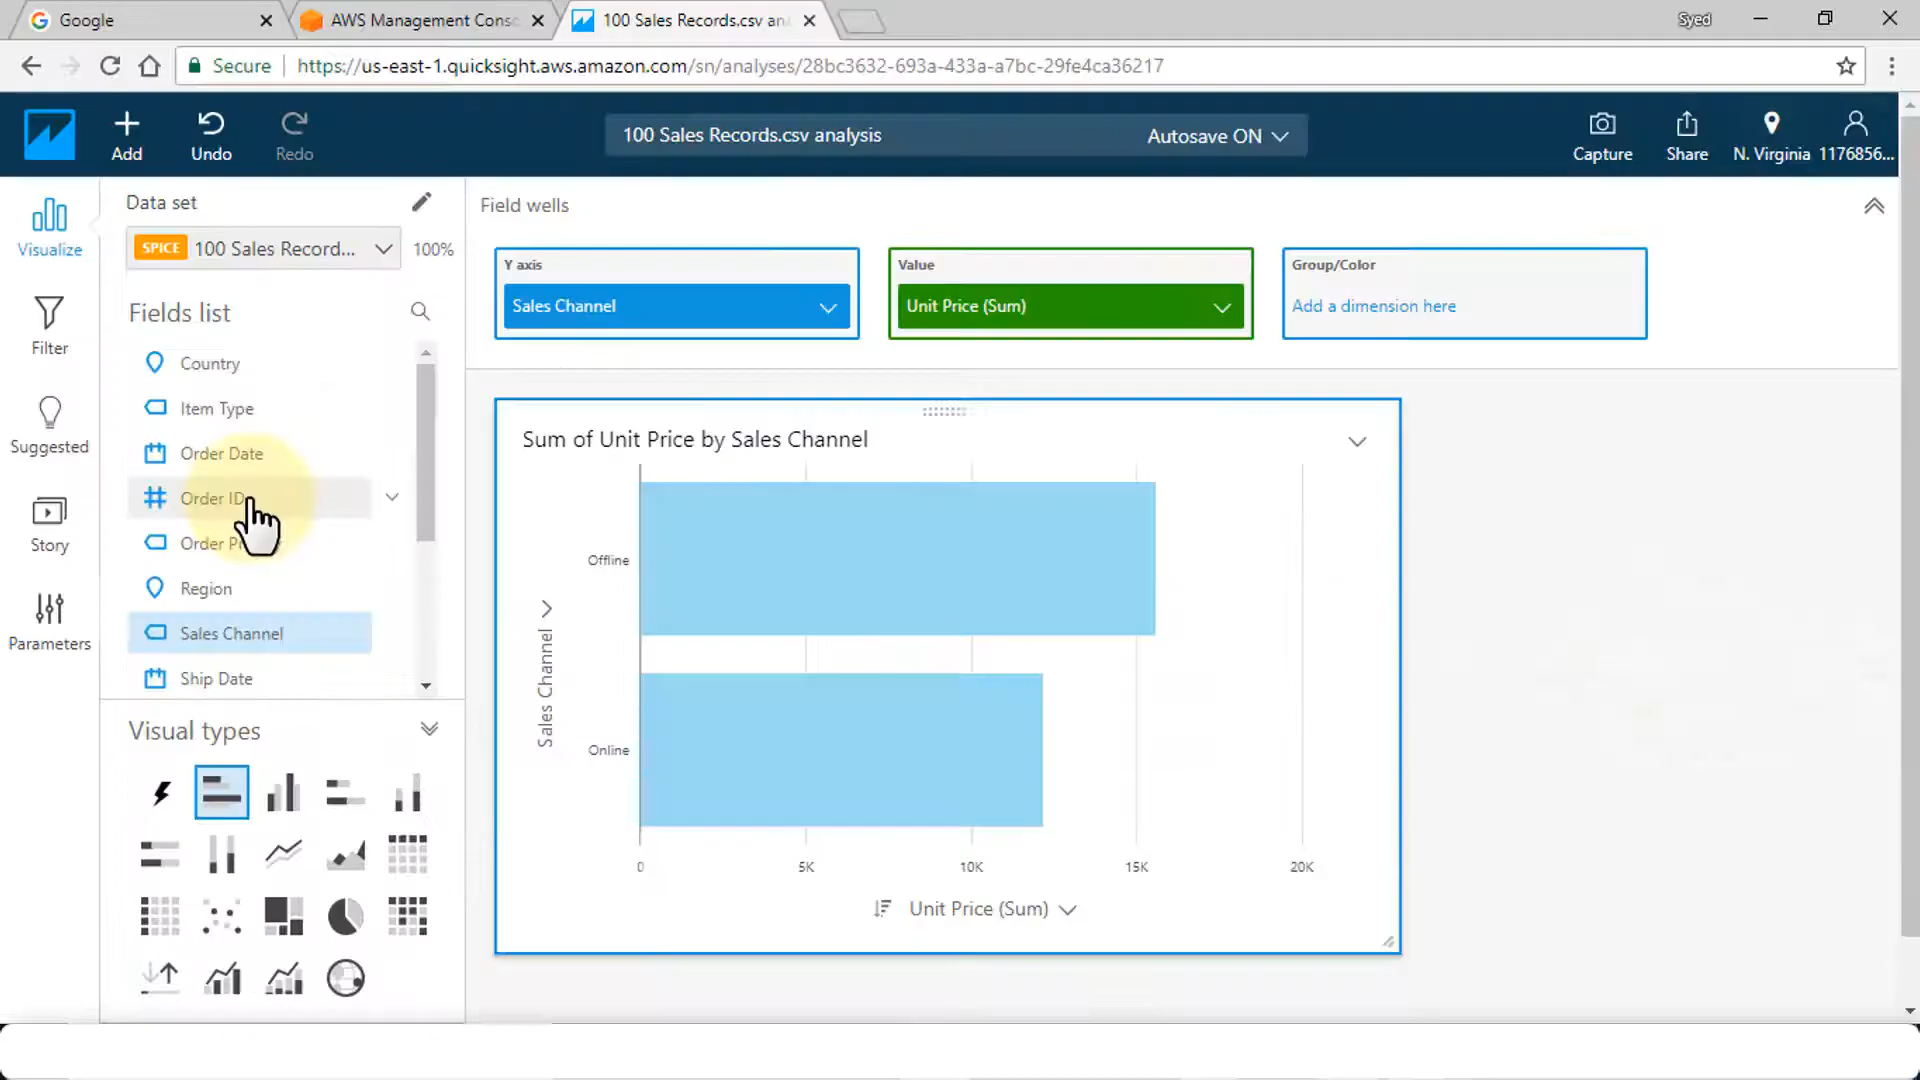 Google
AWS Management Conso
100 Sales Records.csv an
Syed
Secure
https://us-east-1.quicksight.aws.amazon.com/sn/analyses/28bc3632-693a-433a-a7bc-29fe4ca36217
Add
Undo
Redo
100 Sales Records.csv analysis
Autosave ON
Capture
Share
N. Virginia
1176856...
Visualize
Filter
Suggested
Story
Parameters
Data set
SPICE 100 Sales Record...
100%
Fields list
Country
Item Type
Order Date
Order ID
Order
Region
Sales Channel
Ship Date
Visual types
Field wells
Y axis
Sales Channel
Value
Unit Price (Sum)
Group/Color
Add a dimension here
Sum of Unit Price by Sales Channel
Sales Channel
Offline
Online
0
5K
10K
15K
20K
Unit Price (Sum)